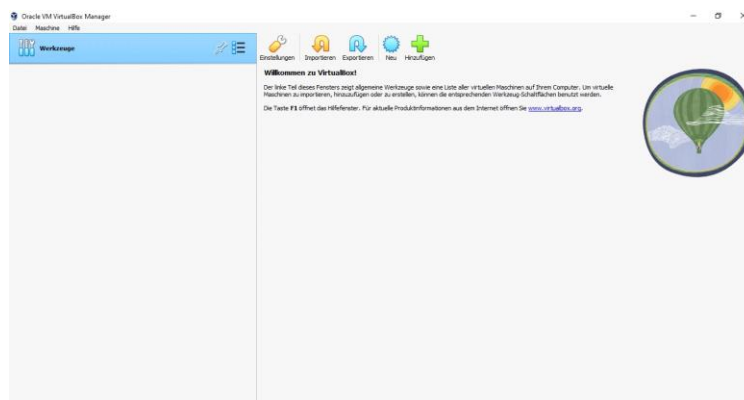 Oracle VM VirtualBox Manager
Datei Maschine Hilfe
Werkzeuge
Einstellungen Importieren Exportieren Neu Hinzufügen
Willkommen zu VirtualBox!
Der linke Teil dieses Fensters zeigt allgemeine Werkzeuge sowie eine Liste aller virtuellen Maschinen auf Ihrem Computer. Um virtuelle
Maschinen zu importieren, hinzuzufügen oder zu erstellen, können die entsprechenden Werkzeug-Schaltflächen benutzt werden.
Die Taste F1 öffnet das Hilfefenster. Für aktuelle Produktinformationen aus dem Internet öffnen Sie www.virtualbox.org.